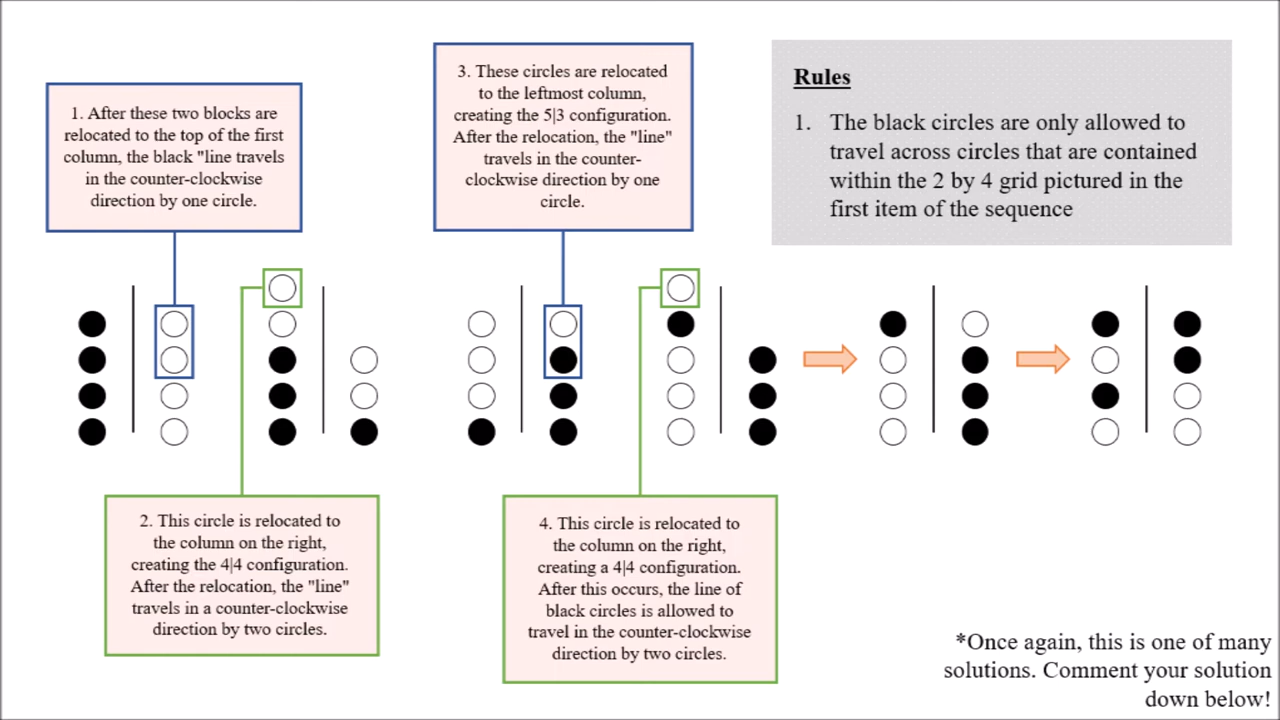 1. After these two blocks are
relocated to the top of the first
column, the black "line travels
in the counter-clockwise
direction by one circle.
3. These circles are relocated
to the leftmost column,
creating the 5|3 configuration.
After the relocation, the "line"
travels in the counter-
clockwise direction by one
circle.
Rules
1. The black circles are only allowed to
travel across circles that are contained
within the 2 by 4 grid pictured in the
first item of the sequence
2. This circle is relocated to
the column on the right,
creating the 4|4 configuration.
After the relocation, the "line"
travels in a counter-clockwise
direction by two circles.
4. This circle is relocated to
the column on the right,
creating a 4|4 configuration.
After this occurs, the line of
black circles is allowed to
travel in the counter-clockwise
direction by two circles.
*Once again, this is one of many
solutions. Comment your solution
down below!